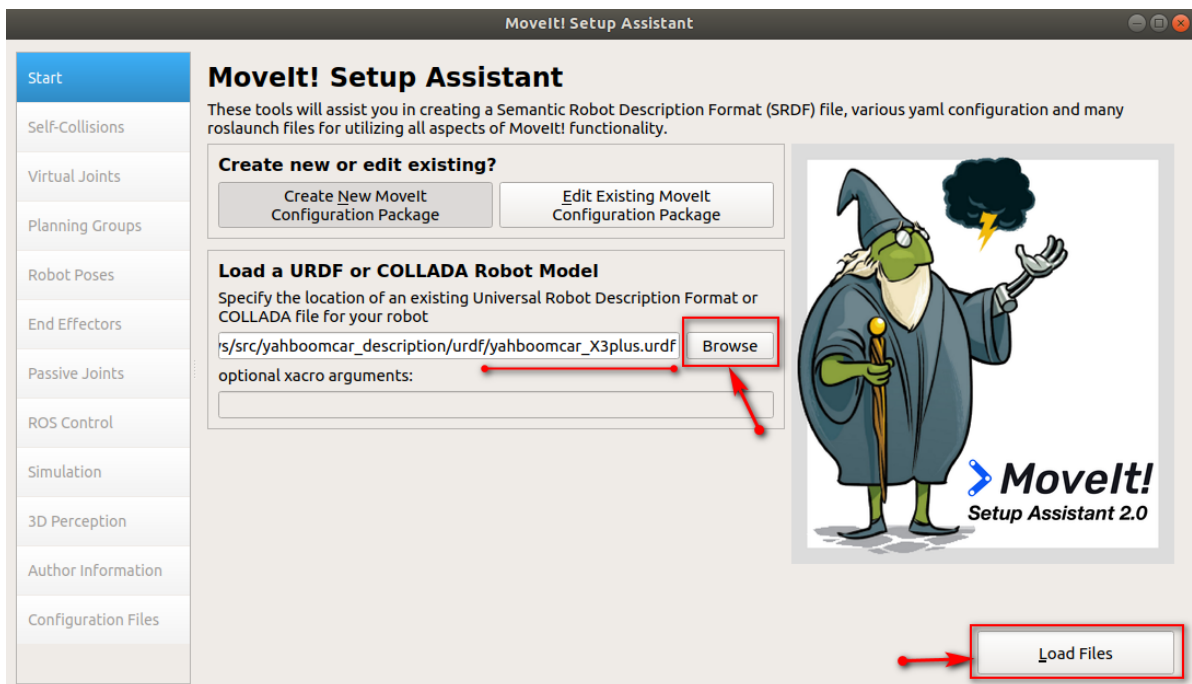 MoveIt! Setup Assistant
Start
Self-Collisions
Virtual Joints
Planning Groups
Robot Poses
End Effectors
Passive Joints
ROS Control
Simulation
3D Perception
Author Information
Configuration Files
MoveIt! Setup Assistant
These tools will assist you in creating a Semantic Robot Description Format (SRDF) file, various yaml configuration and many
roslaunch files for utilizing all aspects of MoveIt! functionality.
Create new or edit existing?
Create New MoveIt
Configuration Package
Edit Existing MoveIt
Configuration Package
Load a URDF or COLLADA Robot Model
Specify the location of an existing Universal Robot Description Format or
COLLADA file for your robot
s/src/yahboomcar_description/urdf/yahboomcar_X3plus.urdf
Browse
optional xacro arguments:
MoveIt!
Setup Assistant 2.0
Load Files